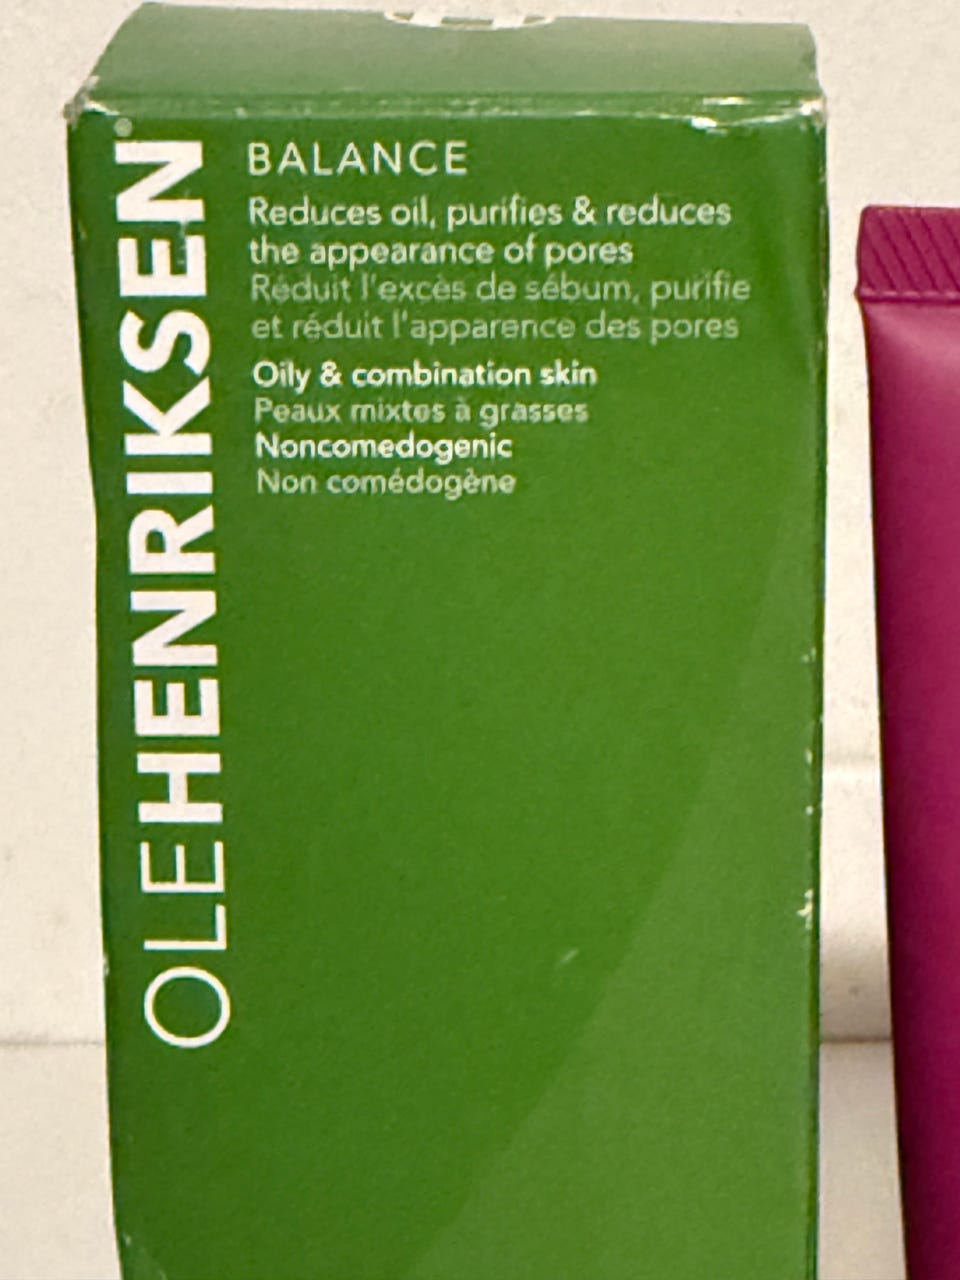 OLEHENRIKSEN®
BALANCE
Reduces oil, purifies & reduces
the appearance of pores
Réduit l'excès de sébum, purifie
et réduit l'apparence des pores
Oily & combination skin
Peaux mixtes à grasses
Noncomedogenic
Non comédogène